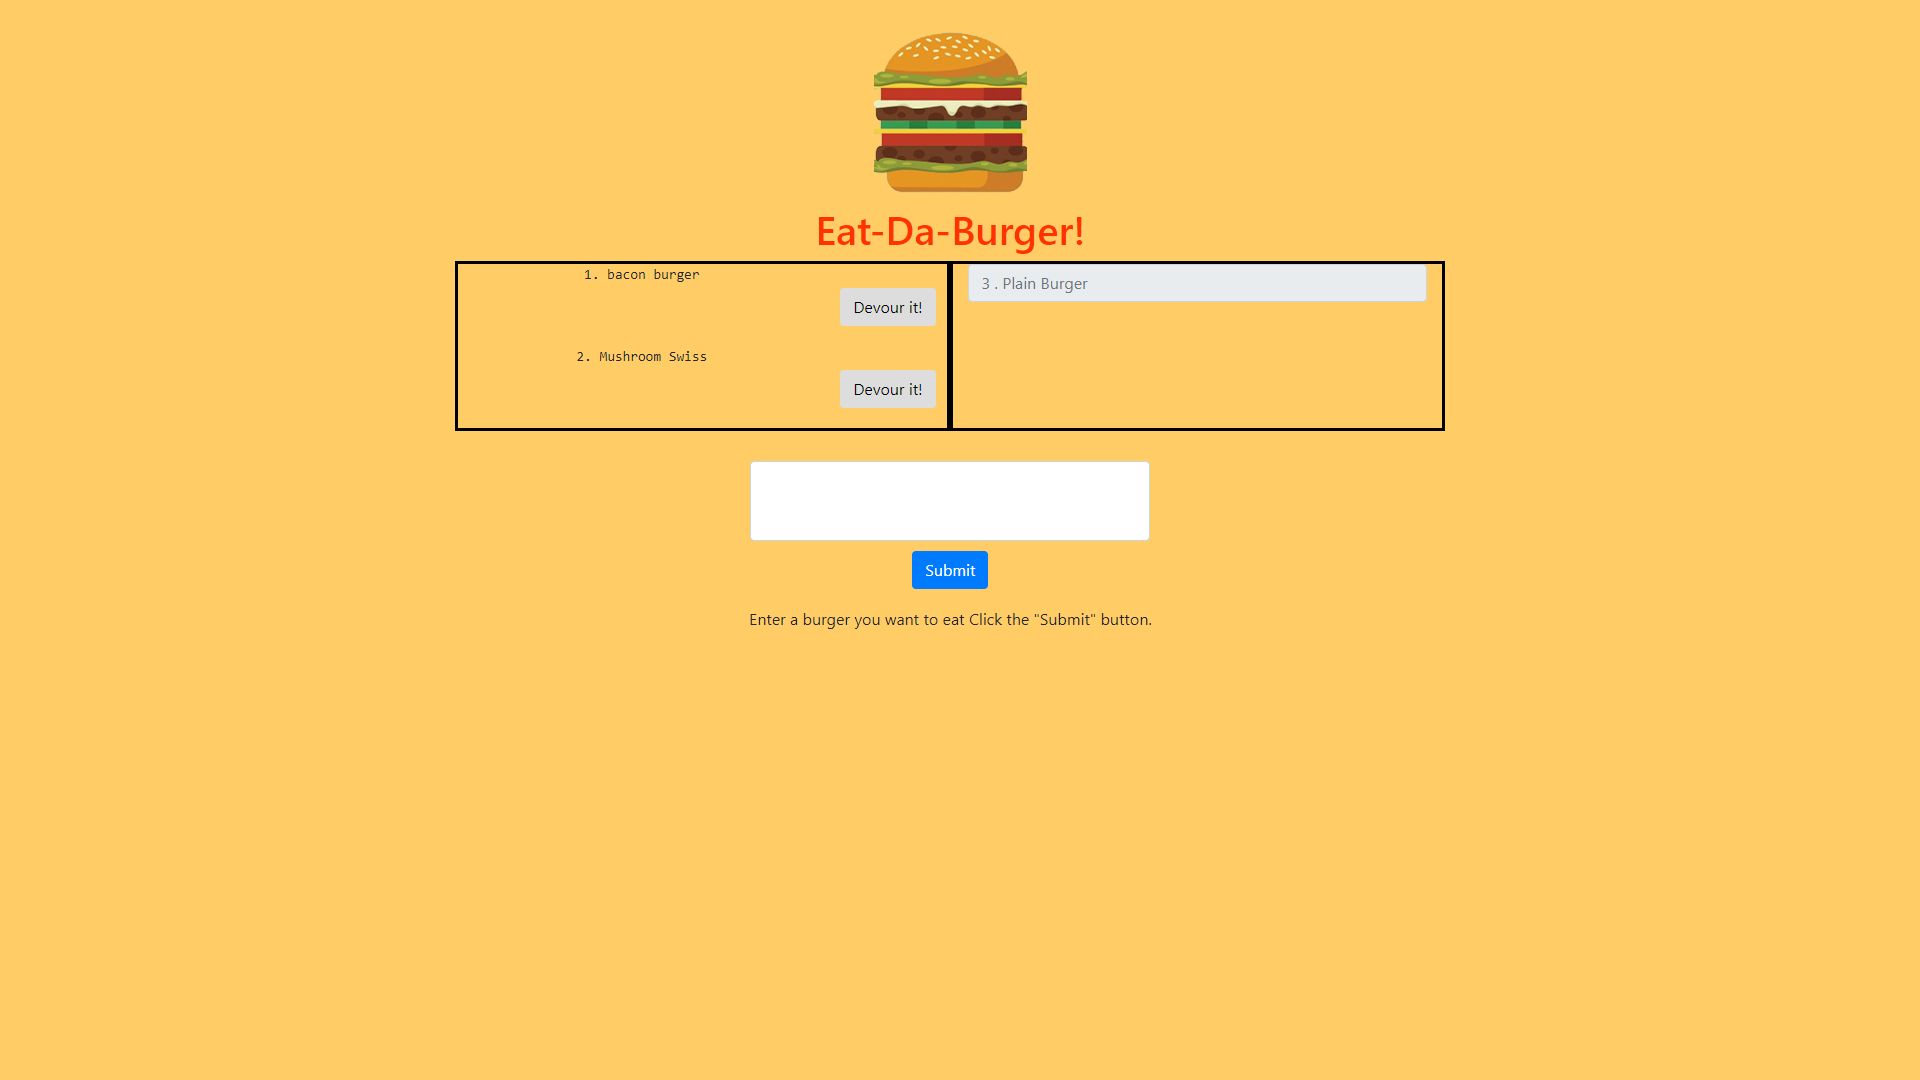 Eat-Da-Burger!
1. bacon burger
Devour it!
2. Mushroom Swiss
Devour it!
3 . Plain Burger
Submit
Enter a burger you want to eat Click the "Submit" button.